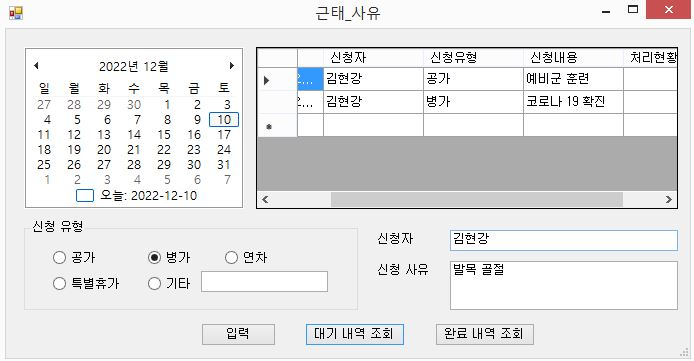 근태_사유
2022년 12월
일 월 화 수 목 금 토
27 28 29 30 1 2 3
4 5 6 7 8 9 10
11 12 13 14 15 16 17
18 19 20 21 22 23 24
25 26 27 28 29 30 31
1 2 3 4 5 6 7
오늘: 2022-12-10
신청자 신청유형 신청내용 처리현황
김현강 공가 예비군 훈련
김현강 병가 코로나 19 확진
신청 유형
공가 병가 연차
특별휴가 기타
신청자 김현강
신청 사유 발목 골절
입력 대기 내역 조회 완료 내역 조회